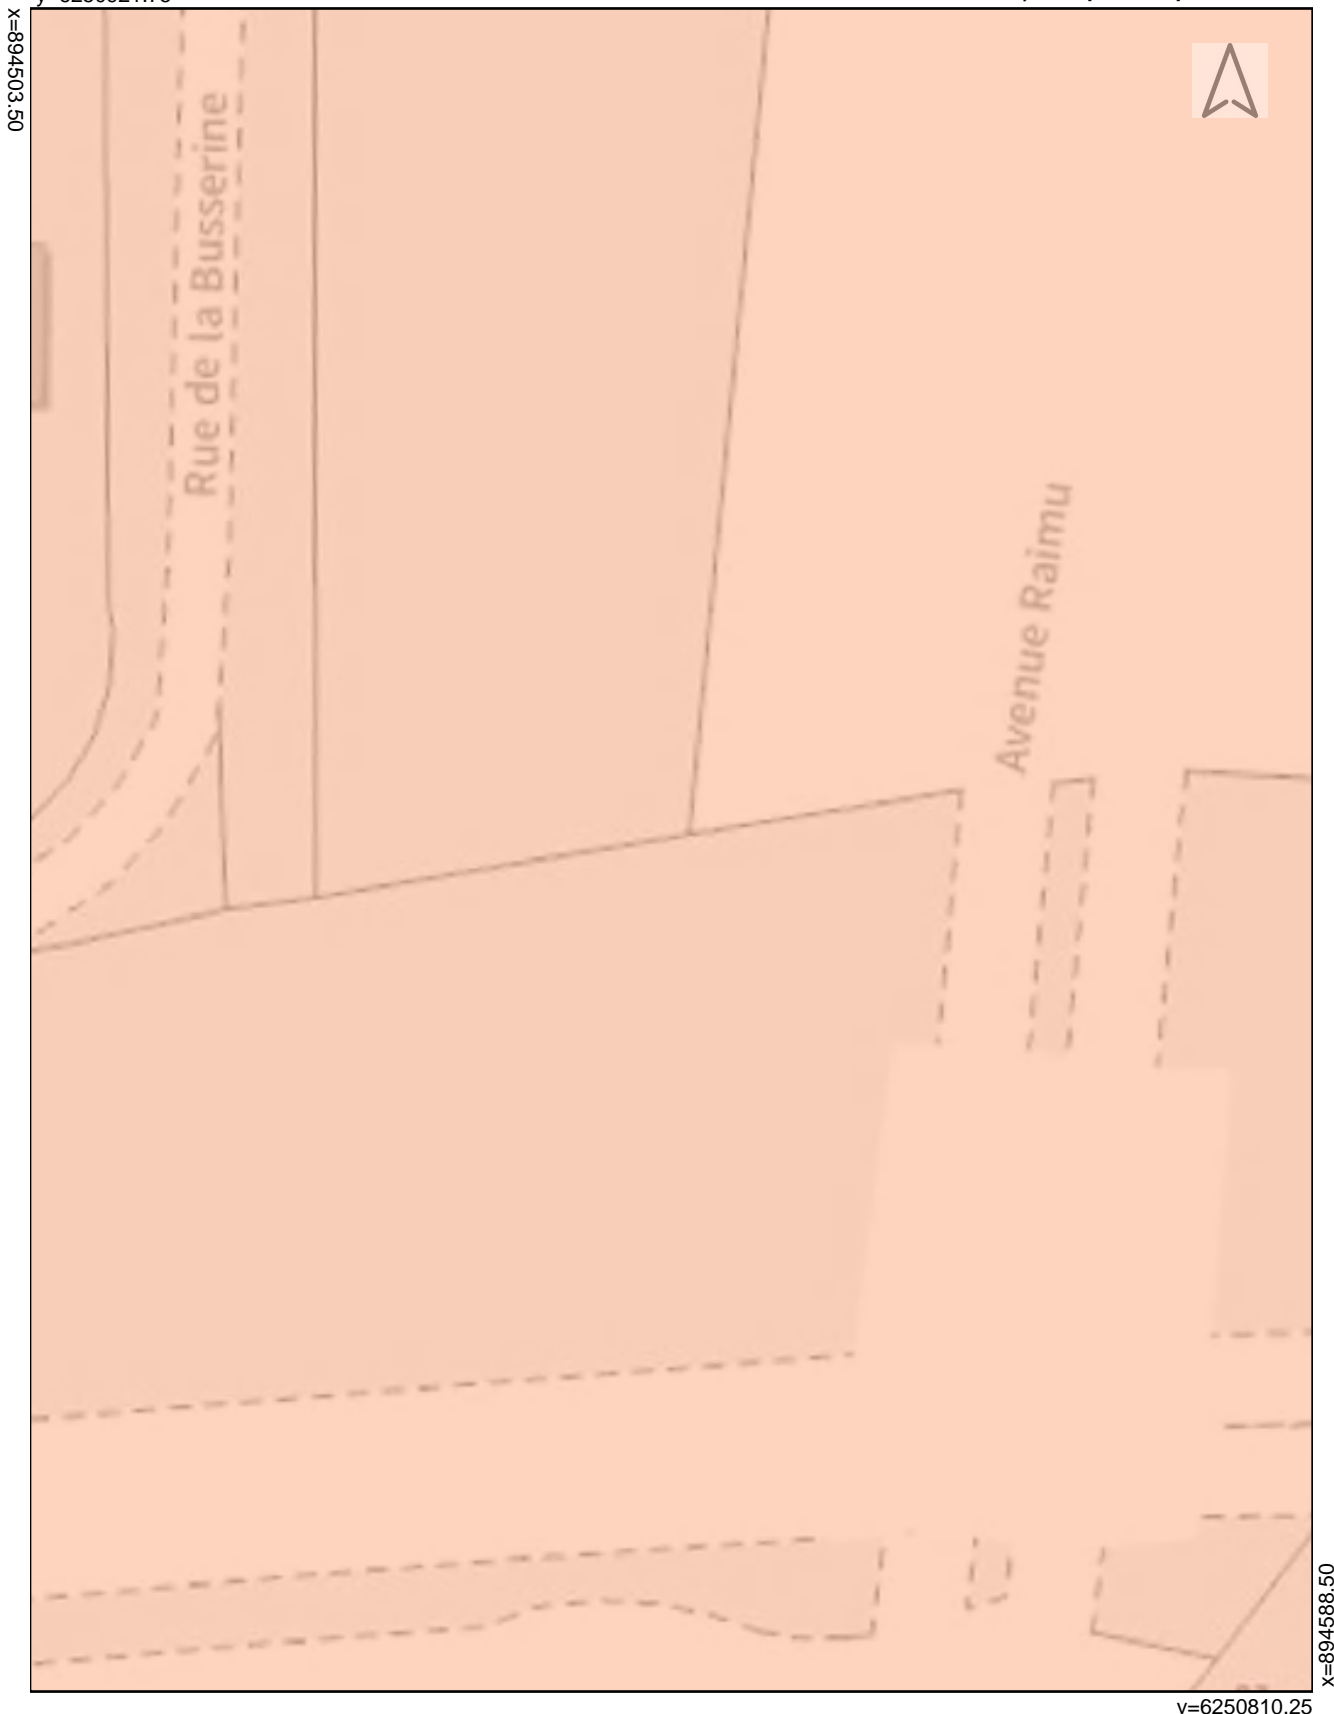 x=894503.50
Rue de la Busserine
Avenue Raimu
x=894588.50
y=6250810.25